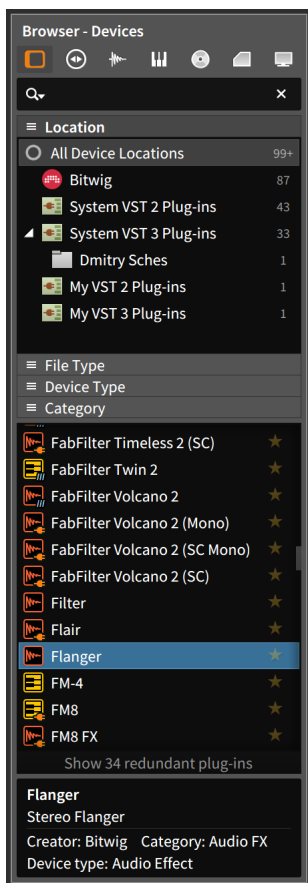 Browser - Devices
Location
All Device Locations 99+
Bitwig 87
System VST 2 Plug-ins 43
System VST 3 Plug-ins 33
Dmitry Sches 1
My VST 2 Plug-ins 1
My VST 3 Plug-ins 1
File Type
Device Type
Category
FabFilter Timeless 2 (SC)
FabFilter Twin 2
FabFilter Volcano 2
FabFilter Volcano 2 (Mono)
FabFilter Volcano 2 (SC Mono)
FabFilter Volcano 2 (SC)
Filter
Flair
Flanger
FM-4
FM8
FM8 FX
Show 34 redundant plug-ins
Flanger
Stereo Flanger
Creator: Bitwig Category: Audio FX
Device type: Audio Effect